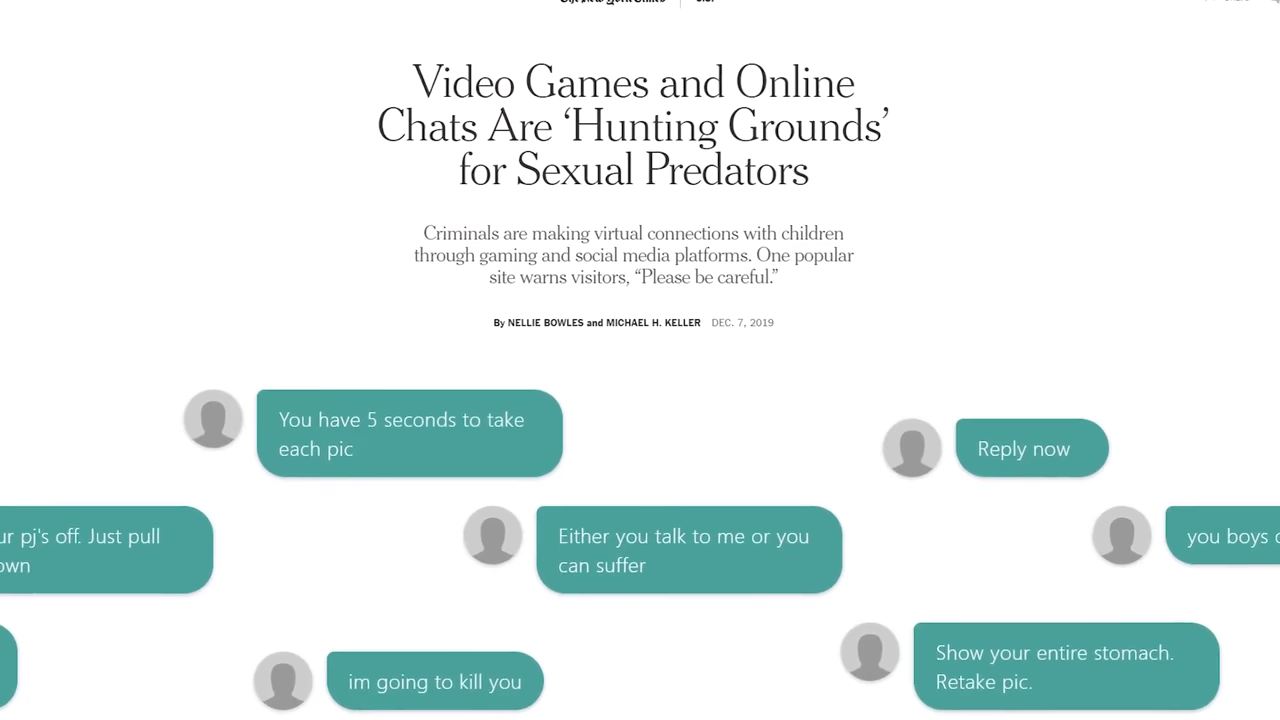 Video Games and Online
Chats Are ‘Hunting Grounds’
for Sexual Predators
Criminals are making virtual connections with children
through gaming and social media platforms. One popular
site warns visitors, “Please be careful.”
By NELLIE BOWLES and MICHAEL H. KELLER DEC. 7, 2019
You have 5 seconds to take
each pic
Reply now
pj's off. Just pull
Either you talk to me or you
can suffer
you boys
im going to kill you
Show your entire stomach.
Retake pic.